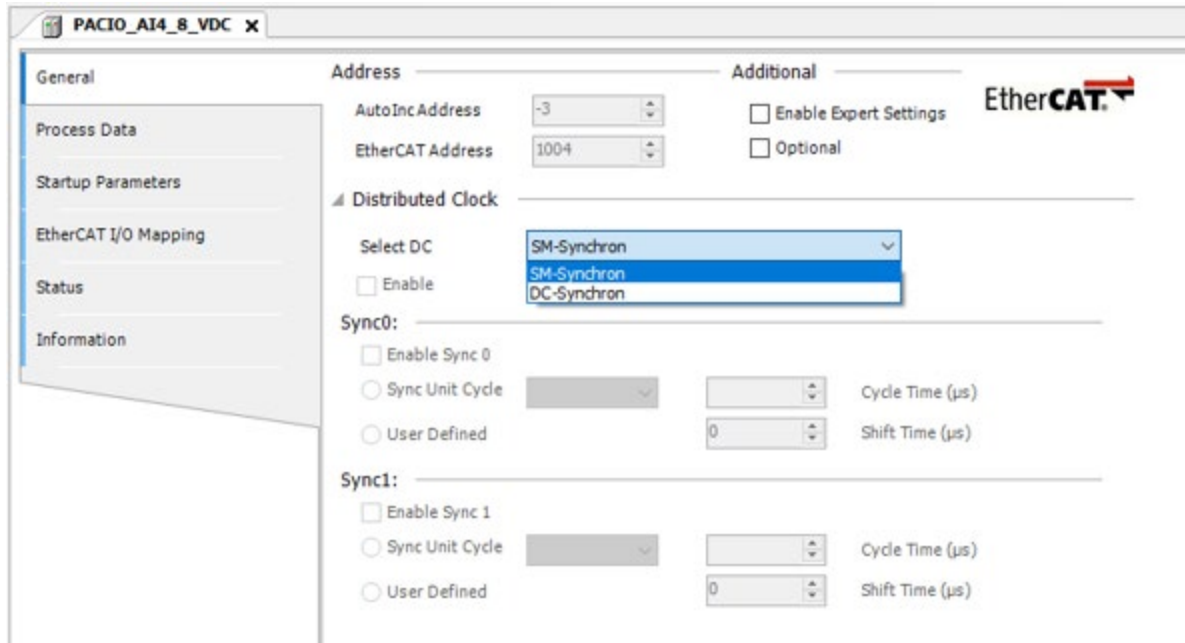 PACIO_AI4_8_VDC X
General
Process Data
Startup Parameters
EtherCAT I/O Mapping
Status
Information
Address
AutoInc Address -3
EtherCAT Address 1004
Additional
Enable Expert Settings
Optional
EtherCAT.
Distributed Clock
Select DC SM-Synchron
SM-Synchron
DC-Synchron
Enable
Sync0:
Enable Sync 0
Sync Unit Cycle Cycle Time (µs)
User Defined 0 Shift Time (µs)
Sync1:
Enable Sync 1
Sync Unit Cycle Cycle Time (µs)
User Defined 0 Shift Time (µs)